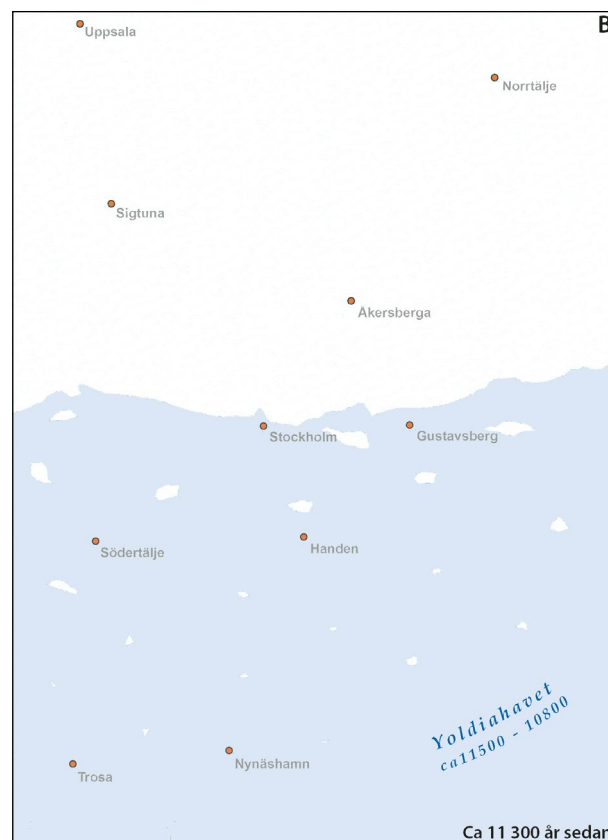 B
Uppsala
Norrtälje
Sigtuna
Åkersberga
Stockholm
Gustavsberg
Södertälje
Handen
Yoldiahavet
ca11500 - 10800
Nynäshamn
Trosa
Ca 11 300 år sedan